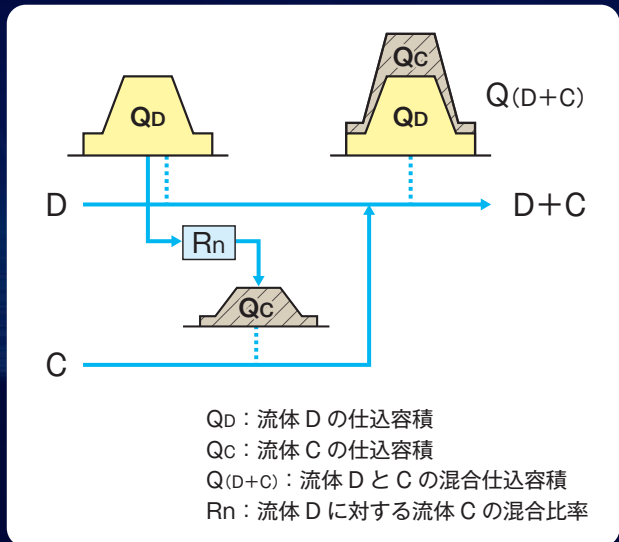 QC
QD
QD
Q(D+C)
D
D+C
Rn
QC
C
QD：流体 D の仕込容積
QC：流体 C の仕込容積
Q(D+C)：流体 D と C の混合仕込容積
Rn：流体 D に対する流体 C の混合比率